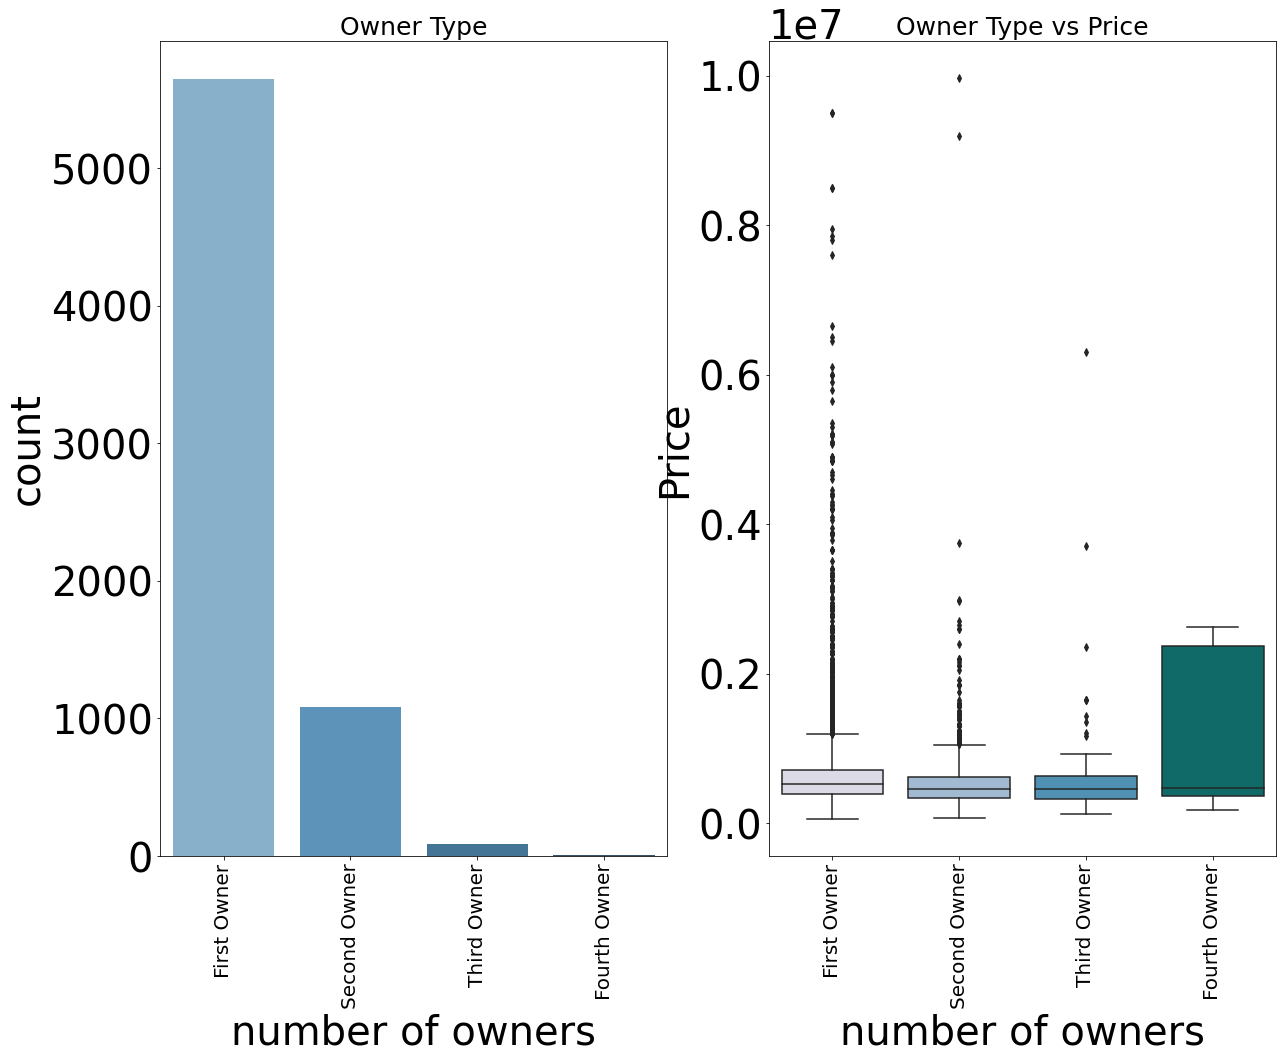 Owner Type
count
5000
4000
3000
2000
1000
0
First Owner
Second Owner
Third Owner
Fourth Owner
number of owners
1e7
Owner Type vs Price
Price
1.0
0.8
0.6
0.4
0.2
0.0
First Owner
Second Owner
Third Owner
Fourth Owner
number of owners